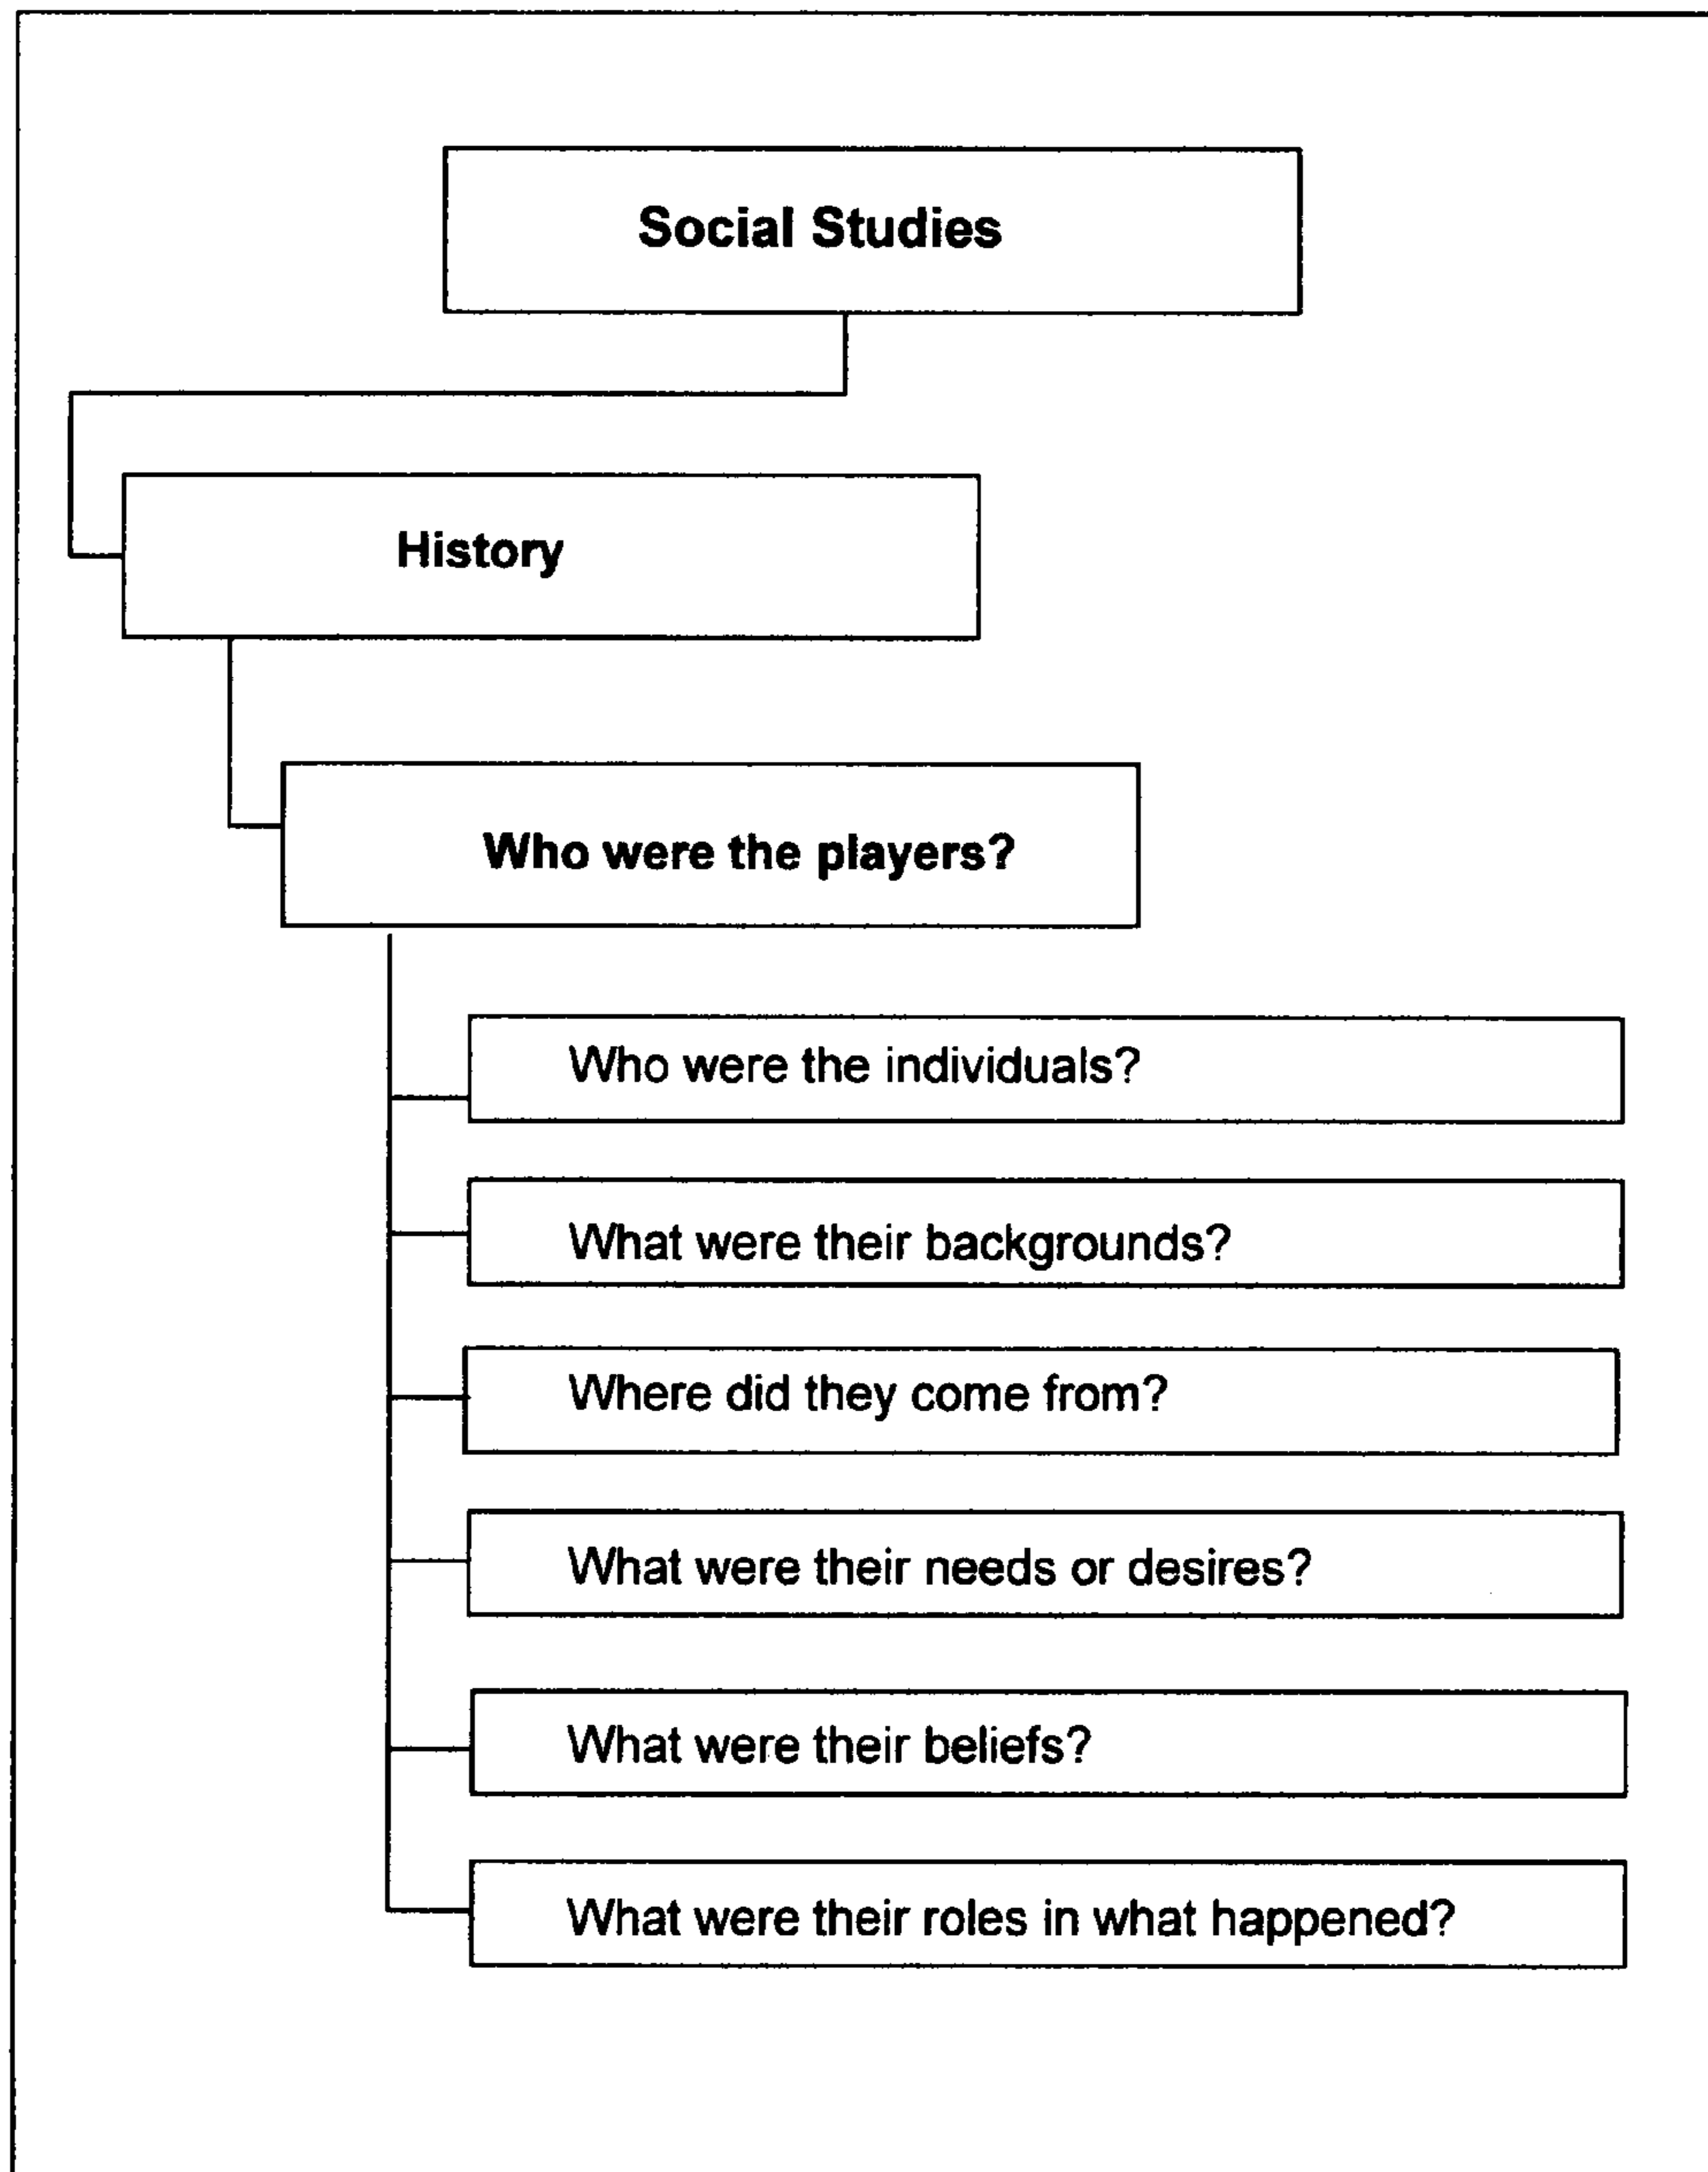 Social Studies
History
Who were the players?
Who were the individuals?
What were their backgrounds?
Where did they come from?
What were their needs or desires?
What were their beliefs?
What were their roles in what happened?